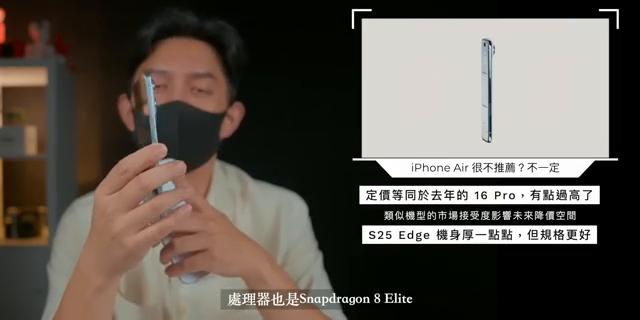 iPhone Air 很不推薦？不一定
定價等同於去年的 16 Pro，有點過高了
類似機型的市場接受度影響未來降價空間
S25 Edge 機身厚一點點，但規格更好
處理器也是Snapdragon 8 Elite